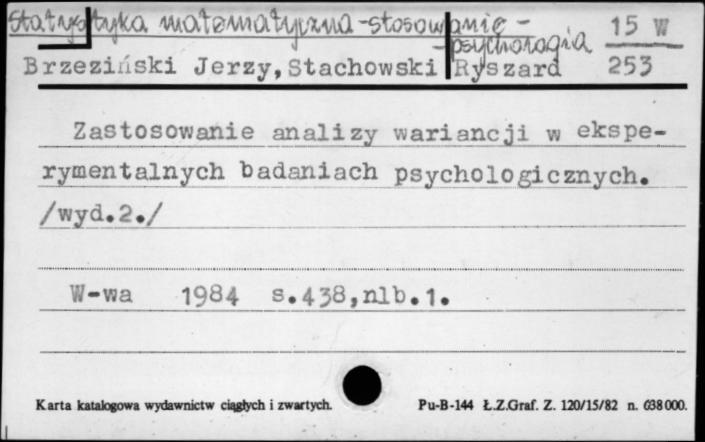 Statystyka matematyczna-stosowanie-
-psychologia
15 W
253
Brzeziński Jerzy, Stachowski Ryszard
Zastosowanie analizy wariancji w ekspe-
rymentalnych badaniach psychologicznych.
/wyd.2./
W-wa 1984 s.438,nlb.1.
Karta katalogowa wydawnictw ciągłych i zwartych. Pu-B-144 Ł.Z.Graf. Z. 120/15/82 n. 638000.